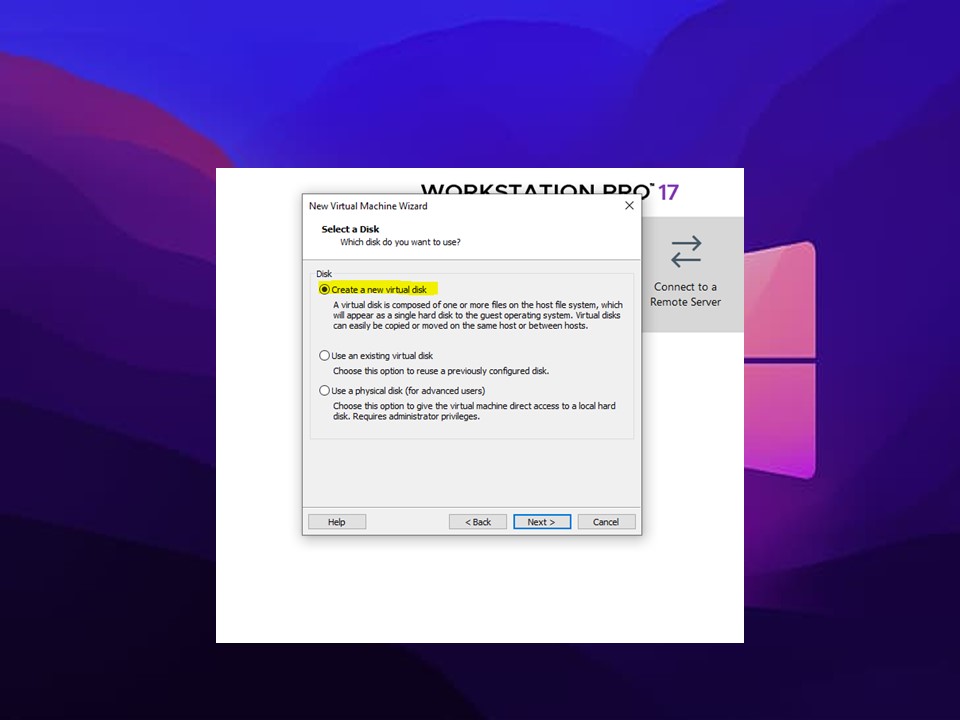 WORKSTATION PRO™ 17
New Virtual Machine Wizard
Select a Disk
Which disk do you want to use?
Disk
Create a new virtual disk
A virtual disk is composed of one or more files on the host file system, which
will appear as a single hard disk to the guest operating system. Virtual disks
can easily be copied or moved on the same host or between hosts.
Use an existing virtual disk
Choose this option to reuse a previously configured disk.
Use a physical disk (for advanced users)
Choose this option to give the virtual machine direct access to a local hard
disk. Requires administrator privileges.
Help
< Back
Next >
Cancel
Connect to a
Remote Server